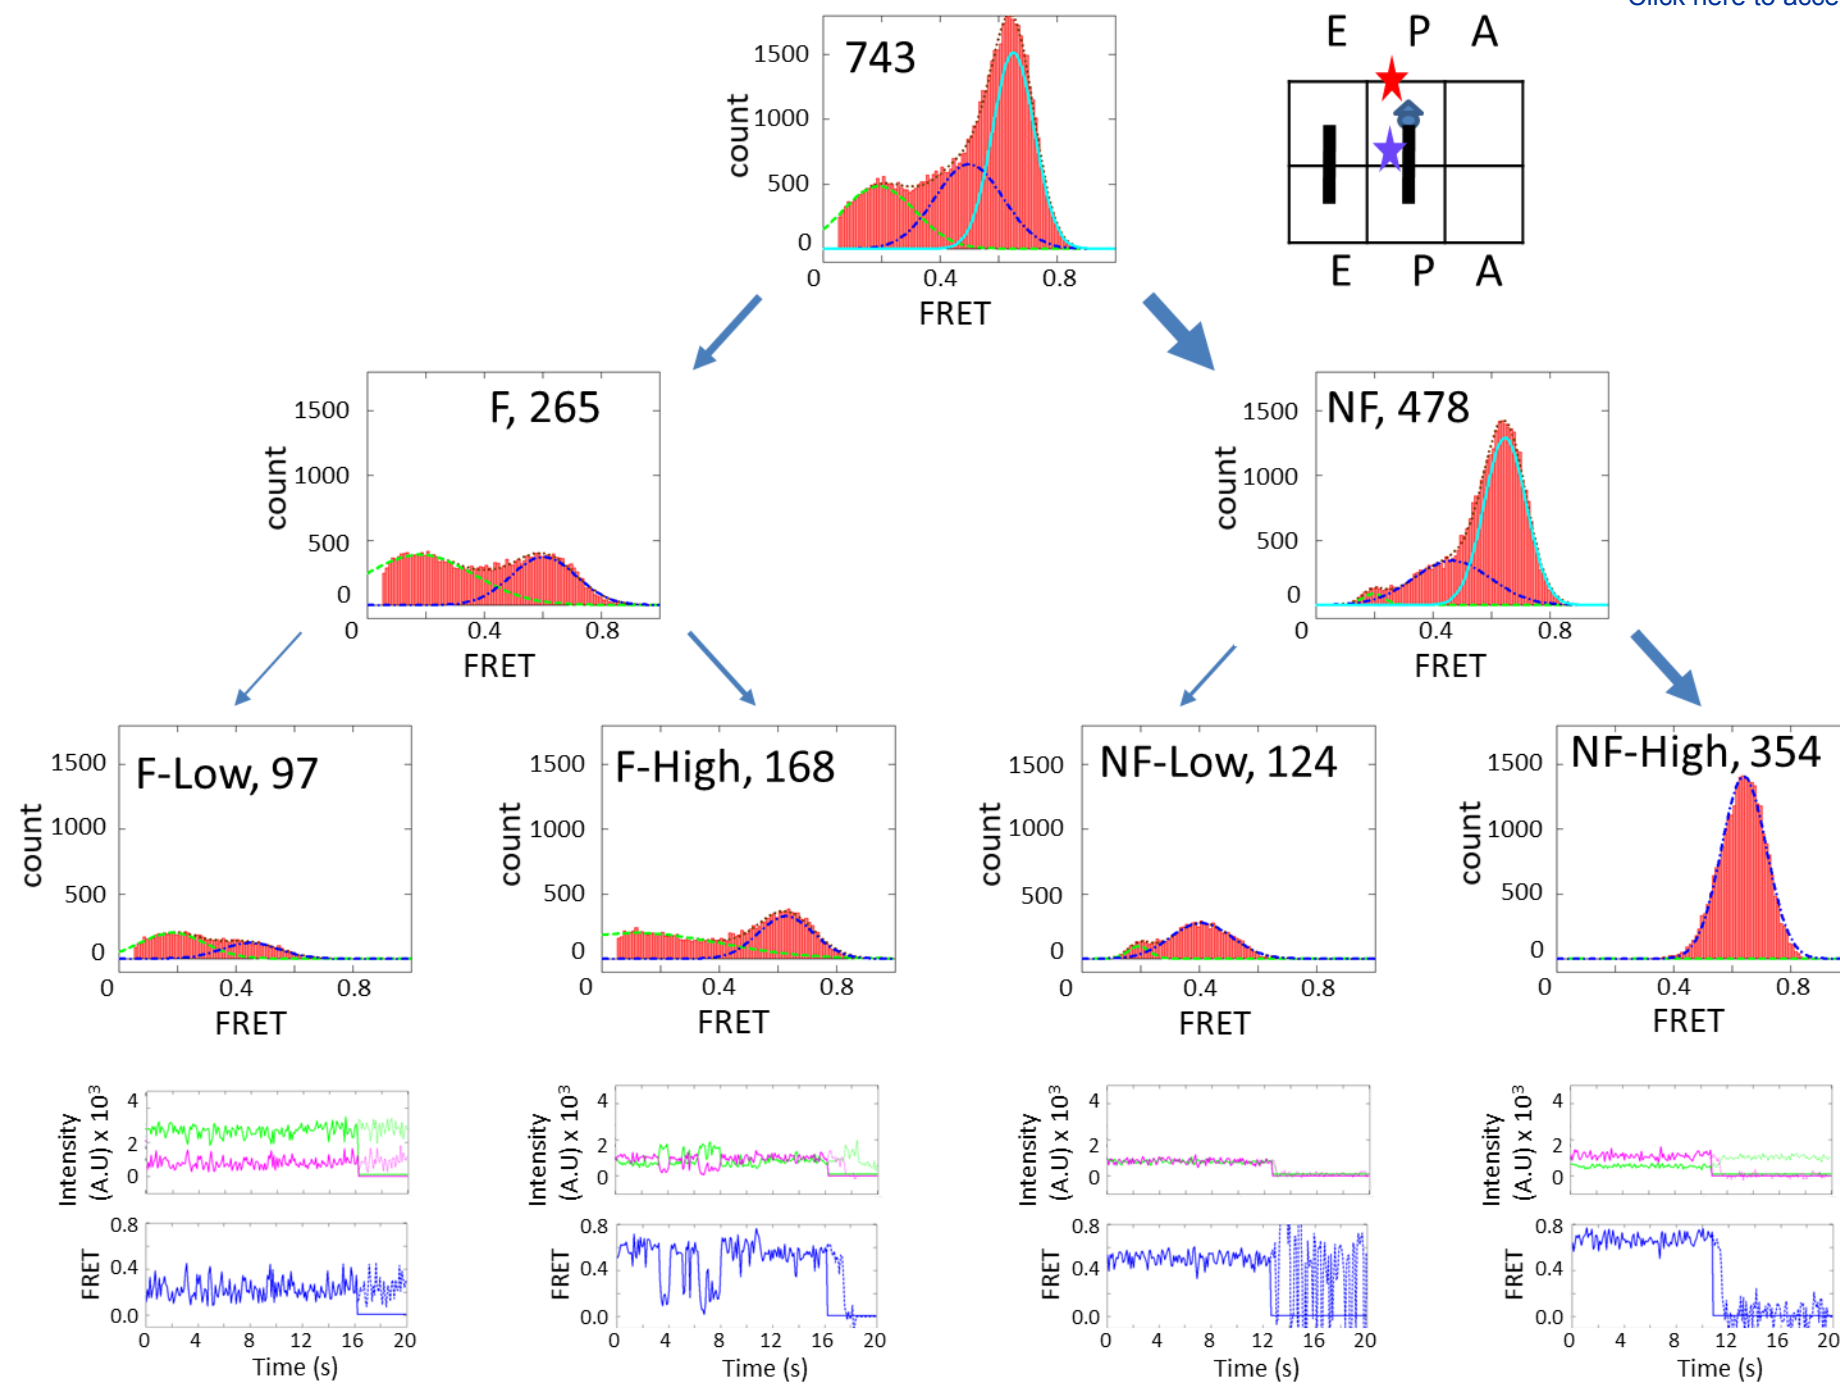 Click here to acce
743
1500
1000
500
0
count
0 0.4 0.8
FRET
E P A
E P A
F, 265
1500
1000
500
0
count
0 0.4 0.8
FRET
NF, 478
1500
1000
500
0
count
0 0.4 0.8
FRET
F-Low, 97
1500
1000
500
0
count
0 0.4 0.8
FRET
F-High, 168
1500
1000
500
0
count
0 0.4 0.8
FRET
NF-Low, 124
1500
1000
500
0
count
0 0.4 0.8
FRET
NF-High, 354
1500
1000
500
0
count
0 0.4 0.8
FRET
Intensity
(A.U) x 10³
4
2
0
FRET
0.8
0.4
0.0
0 4 8 12 16 20
Time (s)
Intensity
(A.U) x 10³
4
2
0
FRET
0.8
0.4
0.0
0 4 8 12 16 20
Time (s)
Intensity
(A.U) x 10³
4
2
0
FRET
0.8
0.4
0.0
0 4 8 12 16 20
Time (s)
Intensity
(A.U) x 10³
4
2
0
FRET
0.8
0.4
0.0
0 4 8 12 16 20
Time (s)